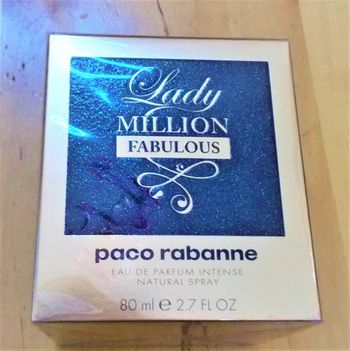 Lady
MILLION
FABULOUS
paco rabanne
EAU DE PARFUM INTENSE
NATURAL SPRAY
80 ml e 2.7 FL OZ